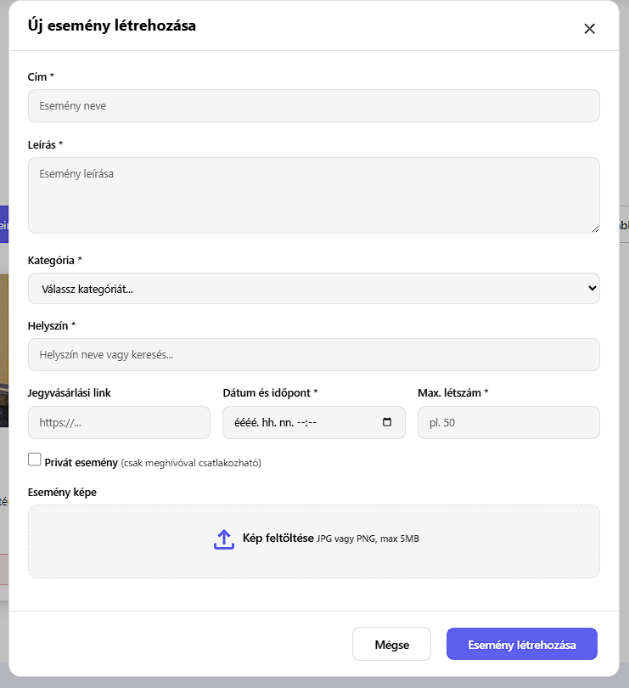 Új esemény létrehozása
Cím *
Esemény neve
Leírás *
Esemény leírása
Kategória *
Válassz kategóriát...
Helyszín *
Helyszín neve vagy keresés...
Jegyvásárlási link Dátum és időpont * Max. létszám *
https://... éééé. hh. nn. --:-- pl. 50
Privát esemény (csak meghívóval csatlakozható)
Esemény képe
Kép feltöltése JPG vagy PNG, max 5MB
Mégse Esemény létrehozása